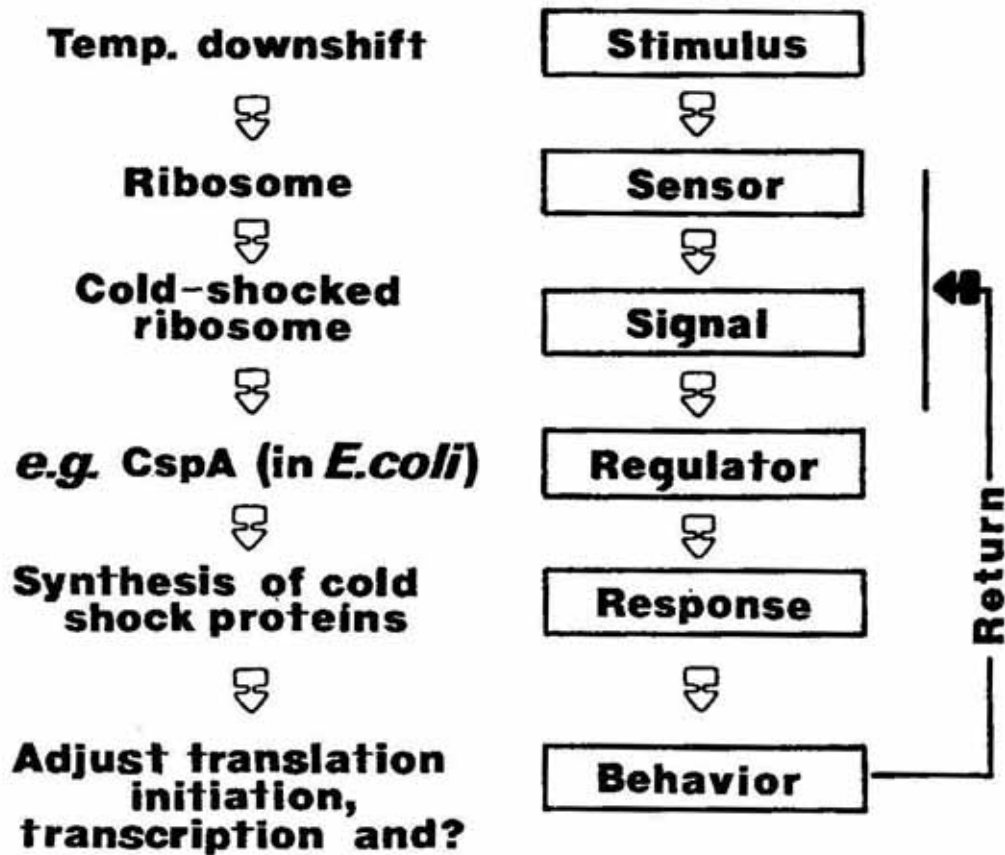 Temp. downshift
Stimulus
Ribosome
Sensor
Cold-shocked
ribosome
Signal
e.g. CspA (in E.coli)
Regulator
Synthesis of cold
shock proteins
Response
Adjust translation
initiation,
transcription and?
Behavior
Return